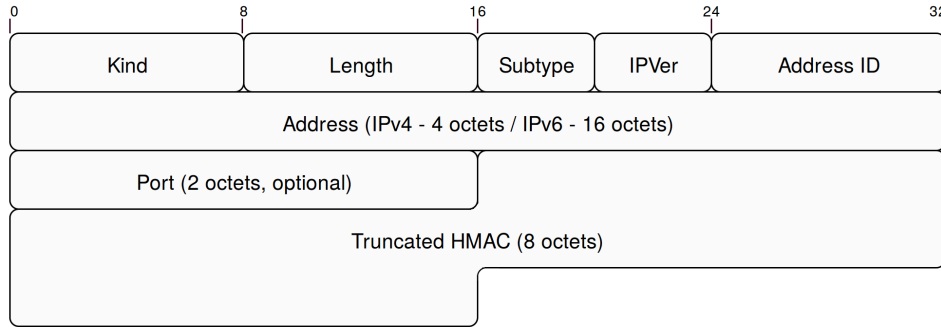 0 8 16 24 32
Kind Length Subtype IPVer Address ID
Address (IPv4 - 4 octets / IPv6 - 16 octets)
Port (2 octets, optional)
Truncated HMAC (8 octets)